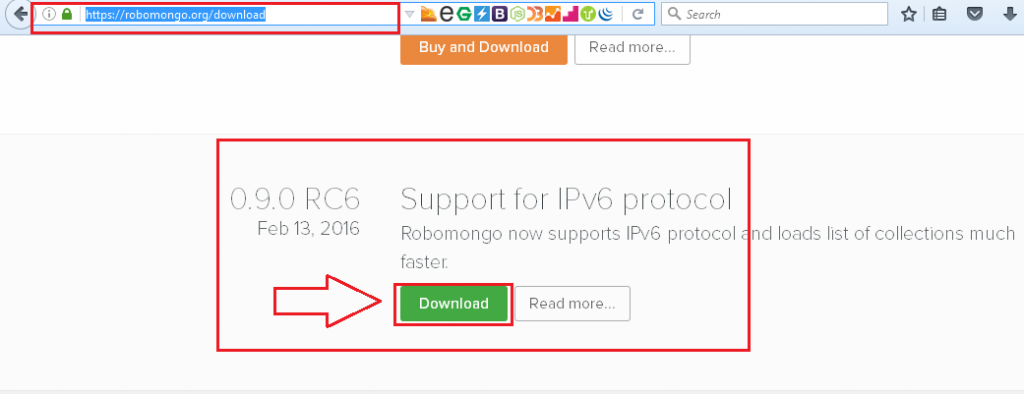 https://robomongo.org/download
Search
Buy and Download Read more...
0.9.0 RC6 Support for IPv6 protocol
Feb 13, 2016 Robomongo now supports IPv6 protocol and loads list of collections much
faster.
Download Read more...